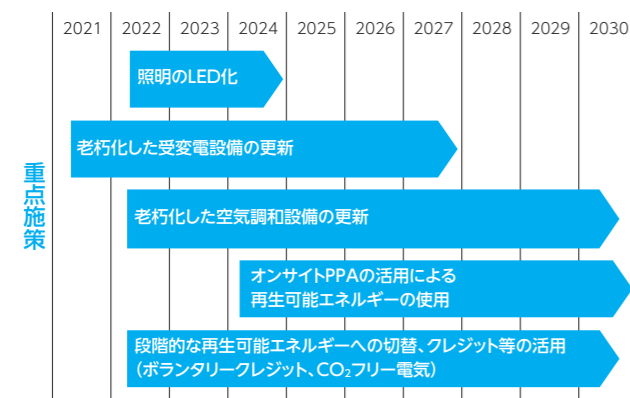 2021 2022 2023 2024 2025 2026 2027 2028 2029 2030
重点施策
照明のLED化
老朽化した受変電設備の更新
老朽化した空気調和設備の更新
オンサイトPPAの活用による
再生可能エネルギーの使用
段階的な再生可能エネルギーへの切替、クレジット等の活用
（ボランタリークレジット、CO₂フリー電気）